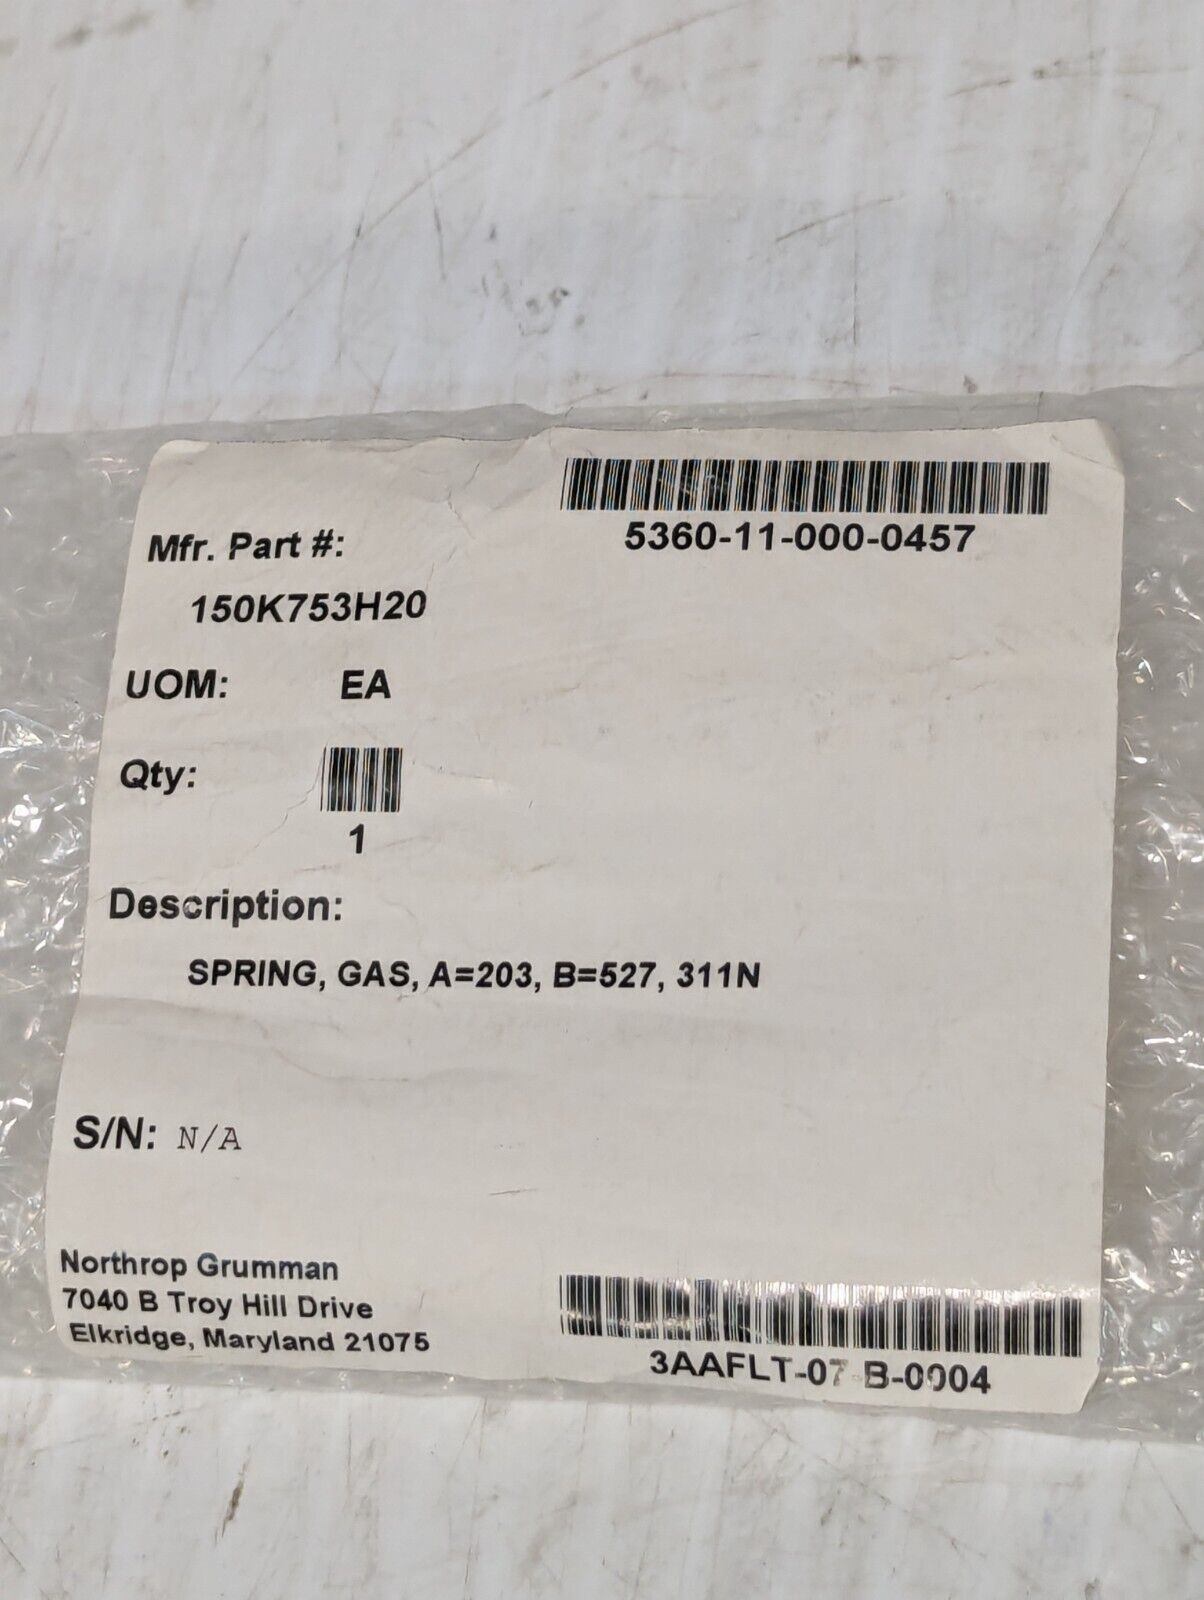 5360-11-000-0457
Mfr. Part #:
150K753H20
UOM: EA
Qty:
1
Description:
SPRING, GAS, A=203, B=527, 311N
S/N: N/A
Northrop Grumman
7040 B Troy Hill Drive
Elkridge, Maryland 21075
3AAFLT-07-B-0004